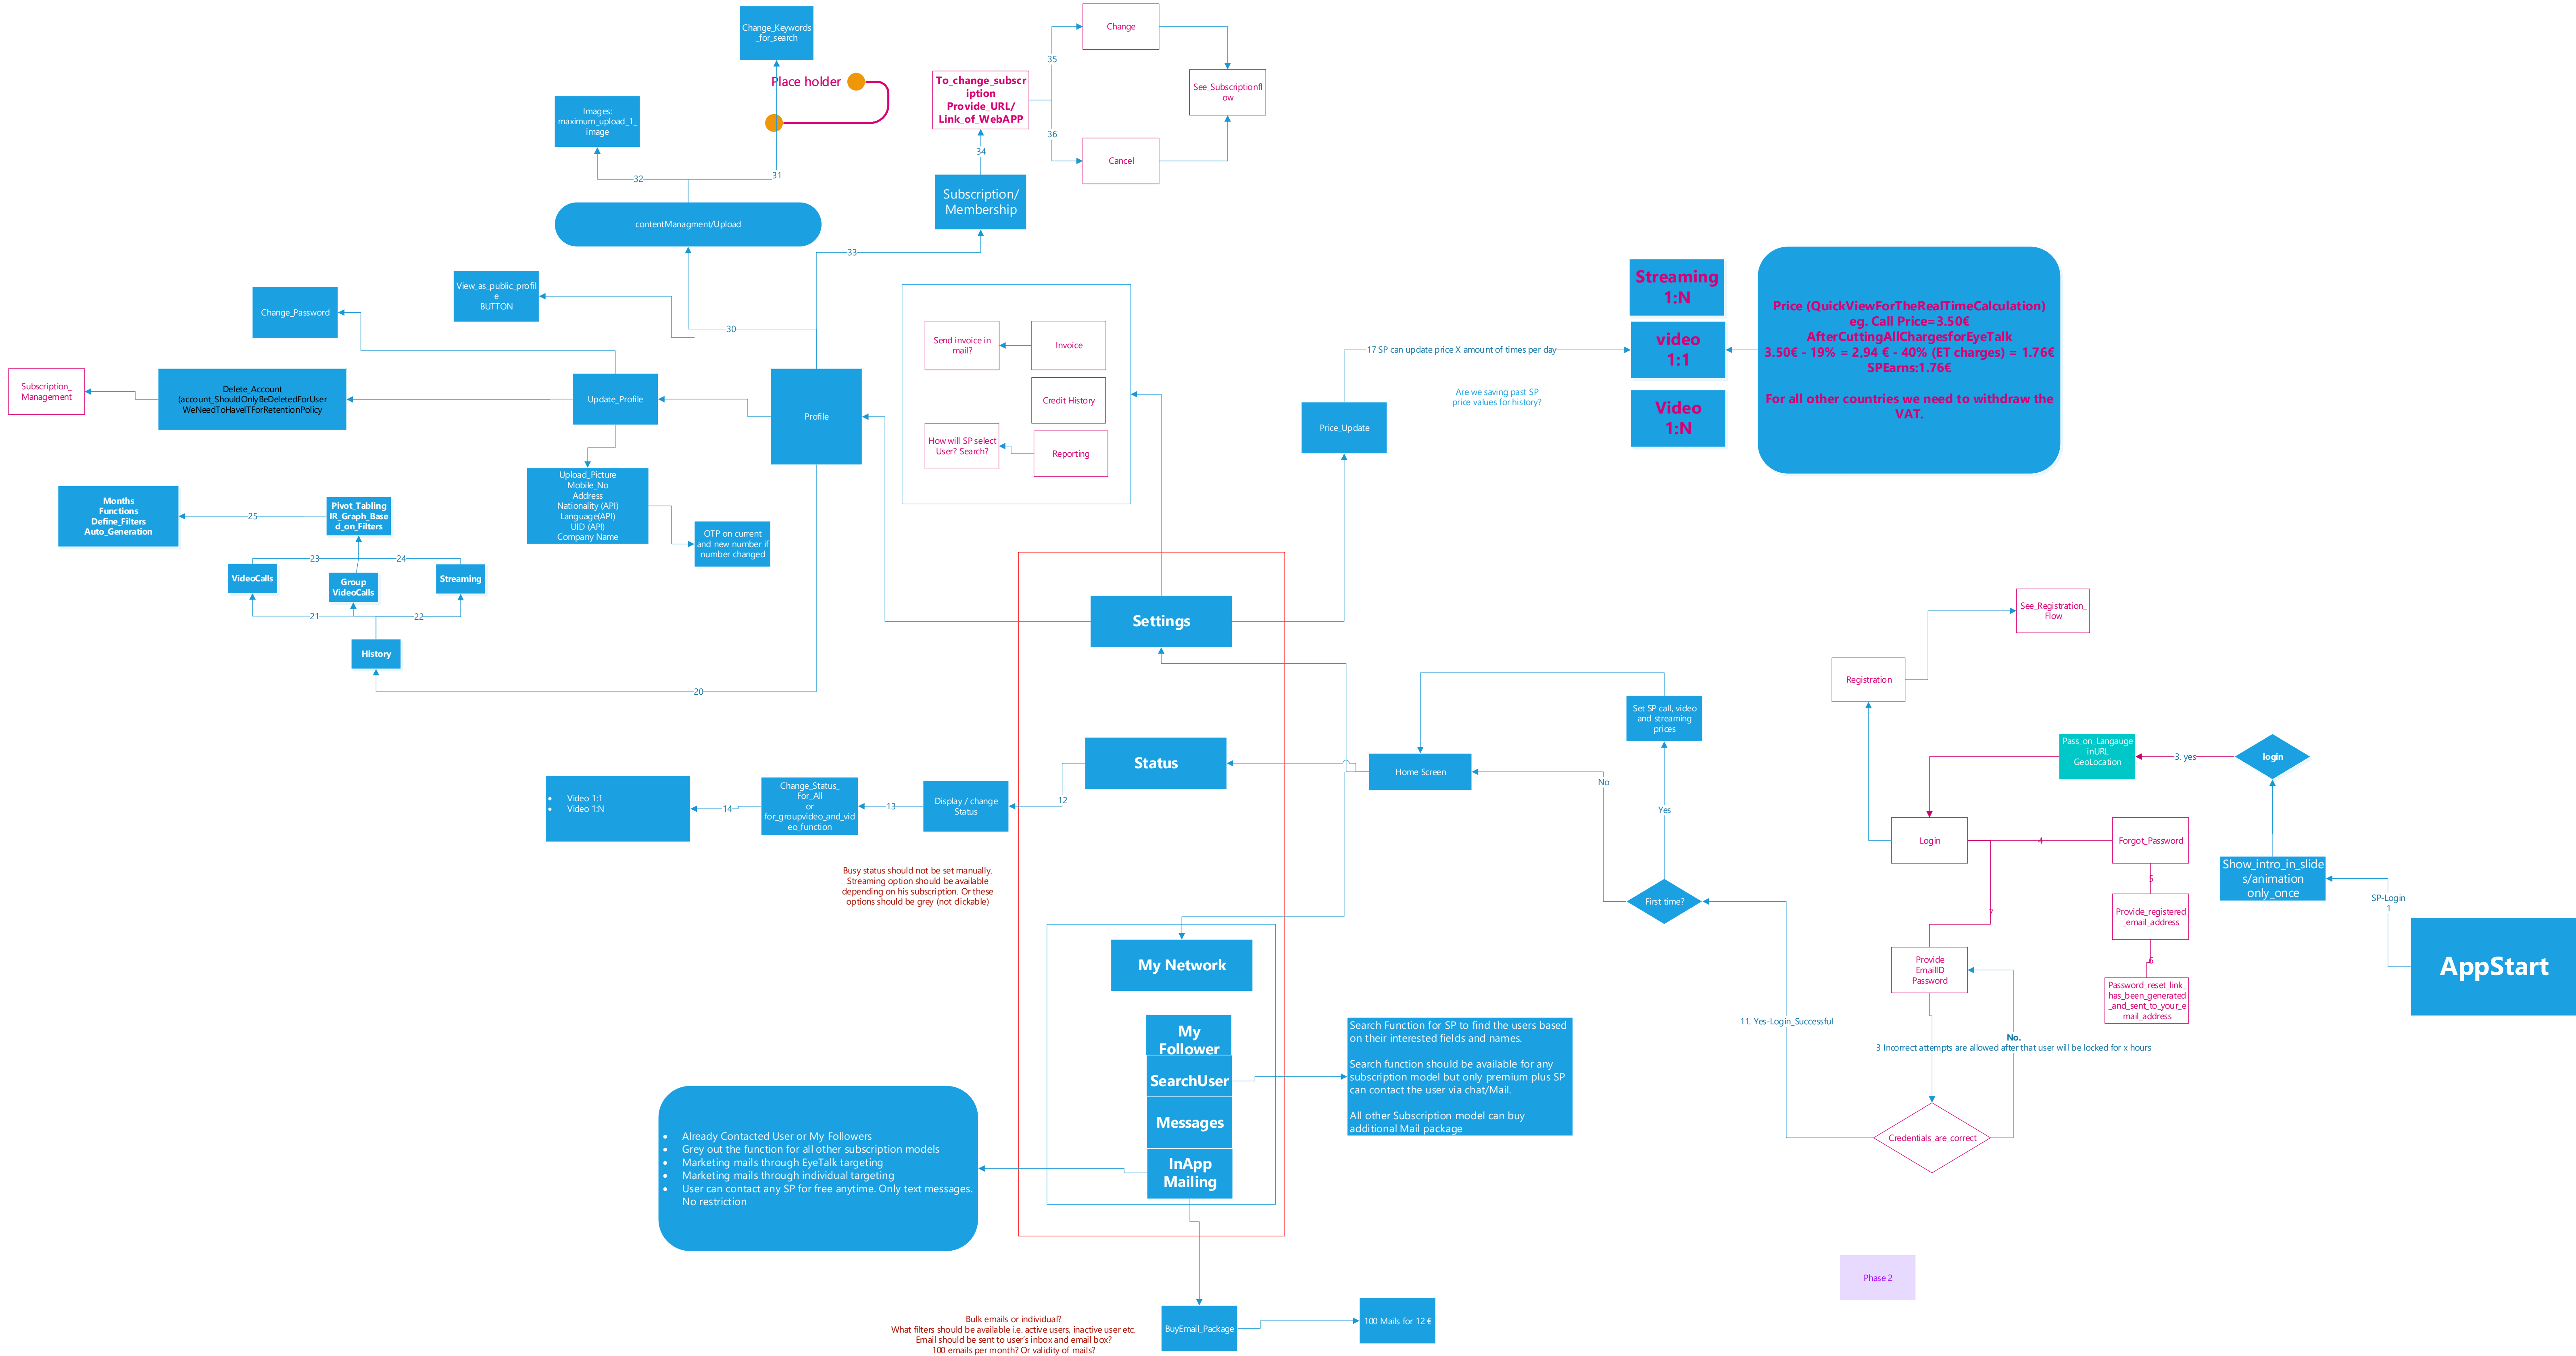 Change_Keywords
_for_search
Place holder
Images:
maximum_upload_1_
image
32
31
contentManagment/Upload
To_change_subscr
iption
Provide_URL/
Link_of_WebAPP
35
36
34
Change
Cancel
See_Subscriptionfl
ow
Subscription/
Membership
33
View_as_public_profil
e
BUTTON
30
Change_Password
Subscription_
Management
Delete_Account
(account_ShouldOnlyBeDeletedForUser
WeNeedToHaveITForRetentionPolicy
Update_Profile
Profile
Upload_Picture
Mobile_No
Address
Nationality (API)
Language(API)
UID (API)
Company Name
OTP on current
and new number if
number changed
Months
Functions
Define_Filters
Auto_Generation
25
Pivot_Tabling
IR_Graph_Base
d_on_Filters
23
24
VideoCalls
Group
VideoCalls
Streaming
21
22
History
20
Send invoice in
mail?
Invoice
Credit History
How will SP select
User? Search?
Reporting
Price_Update
17 SP can update price X amount of times per day
Are we saving past SP
price values for history?
Streaming
1:N
video
1:1
Video
1:N
Price (QuickViewForTheRealTimeCalculation)
eg. Call Price=3.50€
AfterCuttingAllChargesforEyeTalk
3.50€ - 19% = 2,94 € - 40% (ET charges) = 1.76€
SPEarns:1.76€
For all other countries we need to withdraw the
VAT.
Settings
Status
12
Display / change
Status
13
Change_Status_
For_All
or
for_groupvideo_and_vid
eo_function
14
• Video 1:1
• Video 1:N
Busy status should not be set manually.
Streaming option should be available
depending on his subscription. Or these
options should be grey (not clickable)
Home Screen
Set SP call, video
and streaming
prices
Yes
No
First time?
See_Registration_
Flow
Registration
Pass_on_Langauge
inURL
GeoLocation
3. yes
login
Login
4
Forgot_Password
5
Provide_registered
_email_address
6
Password_reset_link_
has_been_generated
_and_sent_to_your_e
mail_address
7
Provide
EmailID
Password
Show_intro_in_slide
s/animation
only_once
SP-Login
1
AppStart
11. Yes-Login_Successful
No.
3 Incorrect attempts are allowed after that user will be locked for x hours
Credentials_are_correct
My Network
My
Follower
SearchUser
Messages
InApp
Mailing
Search Function for SP to find the users based
on their interested fields and names.
Search function should be available for any
subscription model but only premium plus SP
can contact the user via chat/Mail.
All other Subscription model can buy
additional Mail package
• Already Contacted User or My Followers
• Grey out the function for all other subscription models
• Marketing mails through EyeTalk targeting
• Marketing mails through individual targeting
• User can contact any SP for free anytime. Only text messages.
No restriction
Phase 2
Bulk emails or individual?
What filters should be available i.e. active users, inactive user etc.
Email should be sent to user's inbox and email box?
100 emails per month? Or validity of mails?
BuyEmail_Package
100 Mails for 12 €